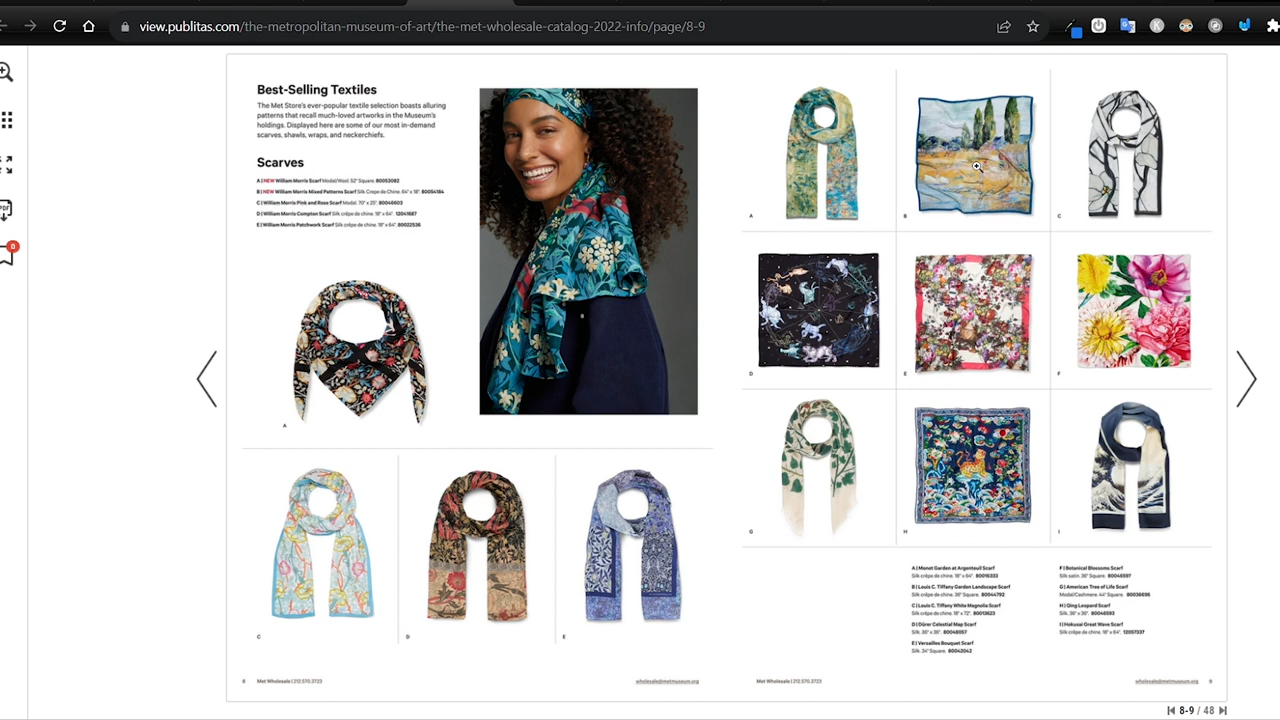 view.publitas.com/the-metropolitan-museum-of-art/the-met-wholesale-catalog-2022-info/page/8-9
Best-Selling Textiles
The Met Store's ever-popular textile selection boasts alluring
patterns that recall much-loved artworks in the Museum's
holdings. Displayed here are some of our most in-demand
scarves, shawls, wraps, and neckerchiefs.
Scarves
A | NEW William Morris Scarf Modal/Wool. 52" Square. 80053082
B | NEW William Morris Mixed Patterns Scarf Silk Crepe de Chine. 64" x 18". 80054184
C | William Morris Pink and Rose Scarf Modal. 70" x 25". 80046603
D | William Morris Compton Scarf Silk crêpe de chine. 18" x 64". 12041687
E | William Morris Patchwork Scarf Silk crêpe de chine. 18" x 64". 80022536
PDF
0
B
A
C
D
E
8 Met Wholesale | 212.570.3723
wholesale@metmuseum.org
A
B
C
D
E
F
G
H
I
A | Monet Garden at Argenteuil Scarf
Silk crêpe de chine. 18" x 64". 80016333
B | Louis C. Tiffany Garden Landscape Scarf
Silk crêpe de chine. 36" Square. 80044792
C | Louis C. Tiffany White Magnolia Scarf
Silk crêpe de chine. 18" x 72". 80013623
D | Dürer Celestial Map Scarf
Silk. 36" x 36". 80048057
E | Versailles Bouquet Scarf
Silk. 34" Square. 80042042
F | Botanical Blossoms Scarf
Silk satin. 36" Square. 80046597
G | American Tree of Life Scarf
Modal/Cashmere. 44" Square. 80036696
H | Qing Leopard Scarf
Silk. 36" x 36". 80046593
I | Hokusai Great Wave Scarf
Silk crêpe de chine. 18" x 64". 12057337
Met Wholesale | 212.570.3723
wholesale@metmuseum.org 9
8-9 / 48